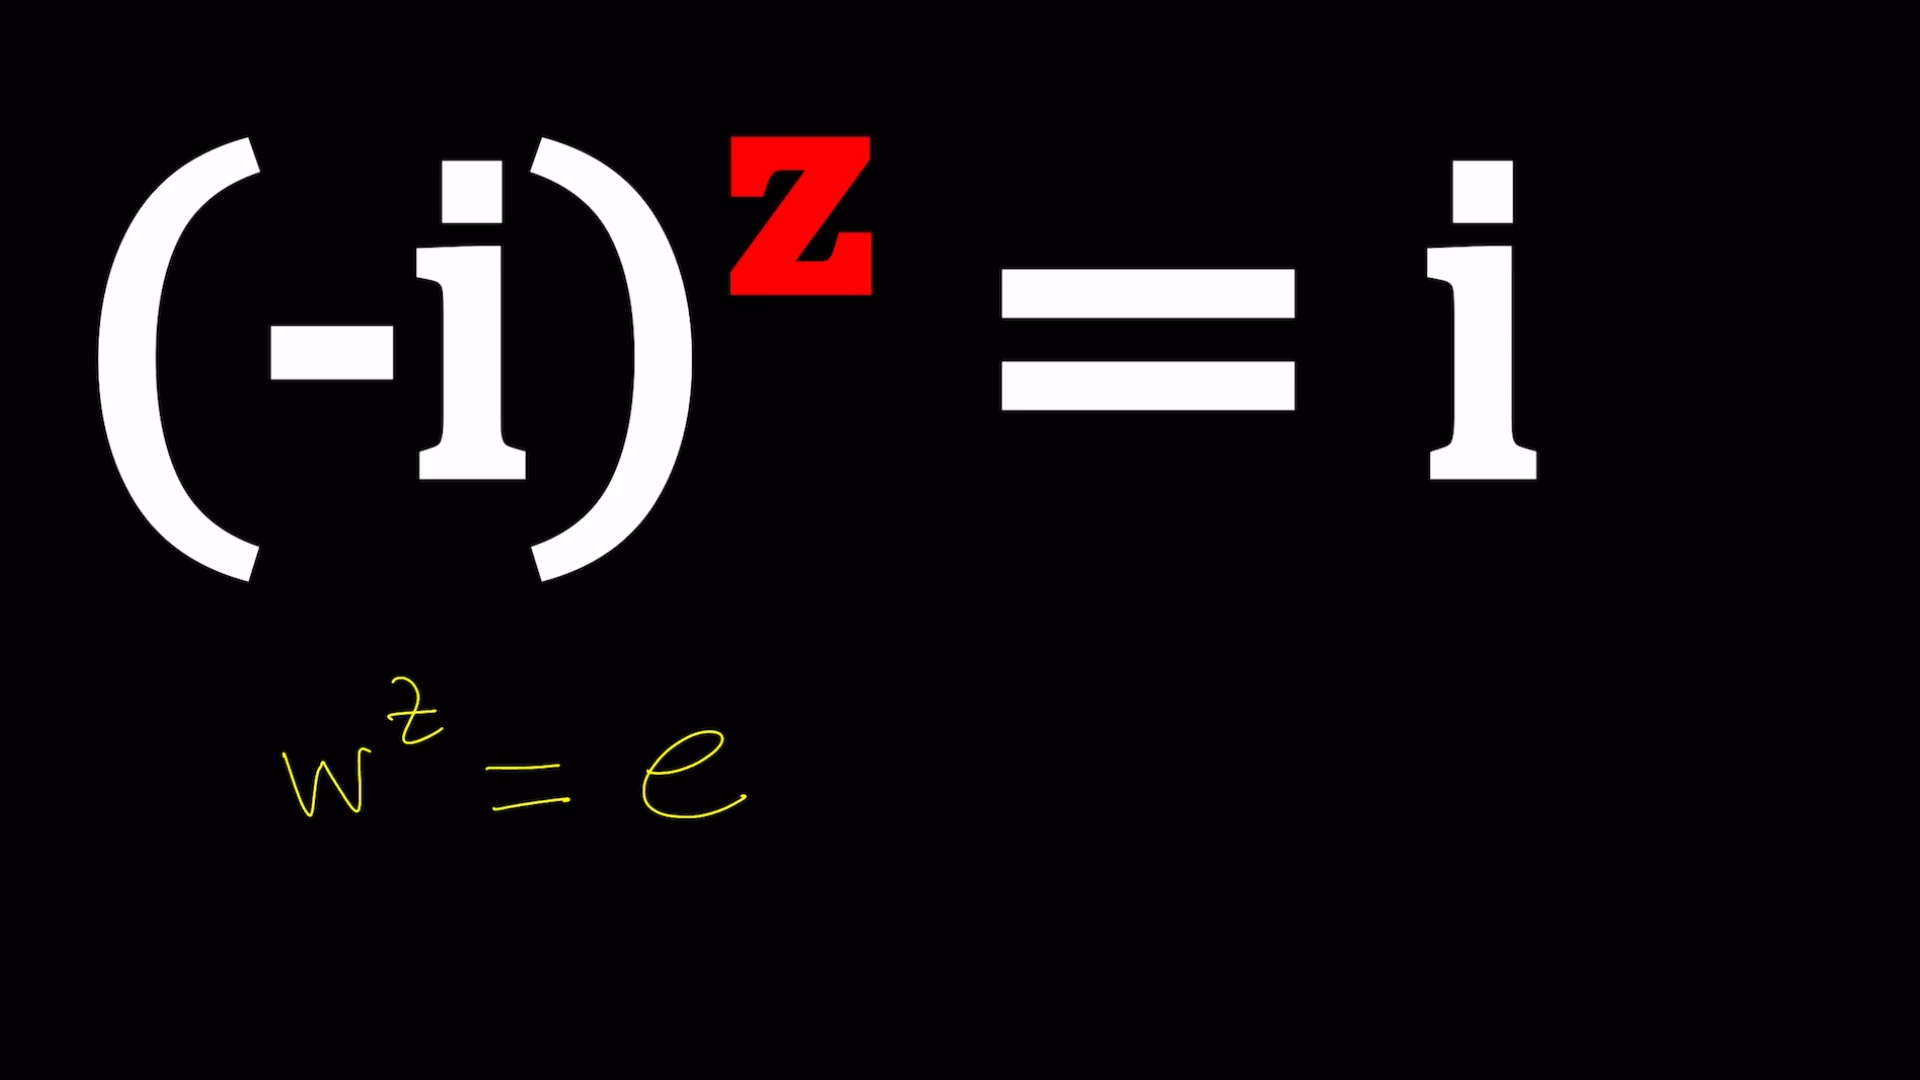 (-i)^z = i
w^z = e